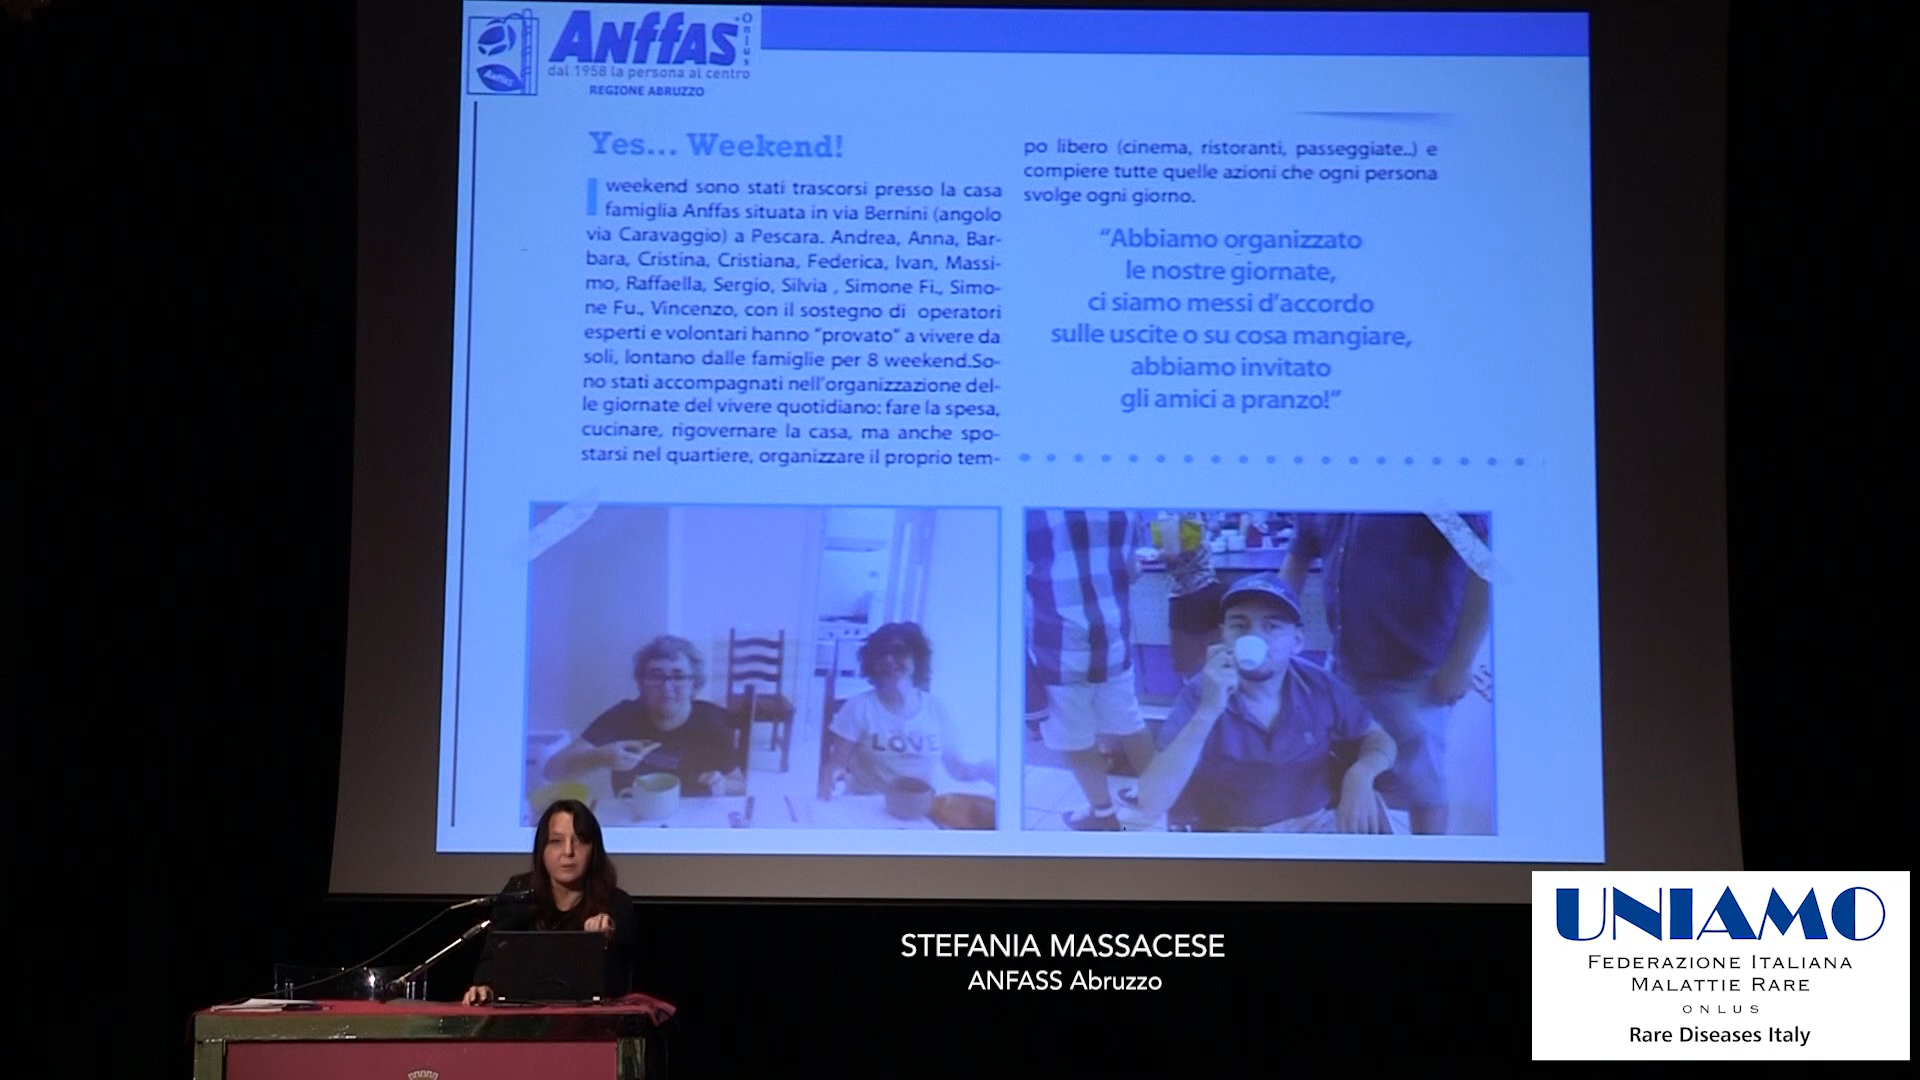 Anffas Onlus
dal 1958 la persona al centro
REGIONE ABRUZZO
Yes... Weekend!
I weekend sono stati trascorsi presso la casa
famiglia Anffas situata in via Bernini (angolo
via Caravaggio) a Pescara. Andrea, Anna, Bar-
bara, Cristina, Cristiana, Federica, Ivan, Massi-
mo, Raffaella, Sergio, Silvia , Simone Fi., Simo-
ne Fu., Vincenzo, con il sostegno di operatori
esperti e volontari hanno “provato” a vivere da
soli, lontano dalle famiglie per 8 weekend.So-
no stati accompagnati nell’organizzazione del-
le giornate del vivere quotidiano: fare la spesa,
cucinare, rigovernare la casa, ma anche spo-
starsi nel quartiere, organizzare il proprio tem-
po libero (cinema, ristoranti, passeggiate..) e
compiere tutte quelle azioni che ogni persona
svolge ogni giorno.
“Abbiamo organizzato
le nostre giornate,
ci siamo messi d’accordo
sulle uscite o su cosa mangiare,
abbiamo invitato
gli amici a pranzo!”
LOVE
STEFANIA MASSACESE
ANFASS Abruzzo
UNIAMO
FEDERAZIONE ITALIANA
MALATTIE RARE
ONLUS
Rare Diseases Italy